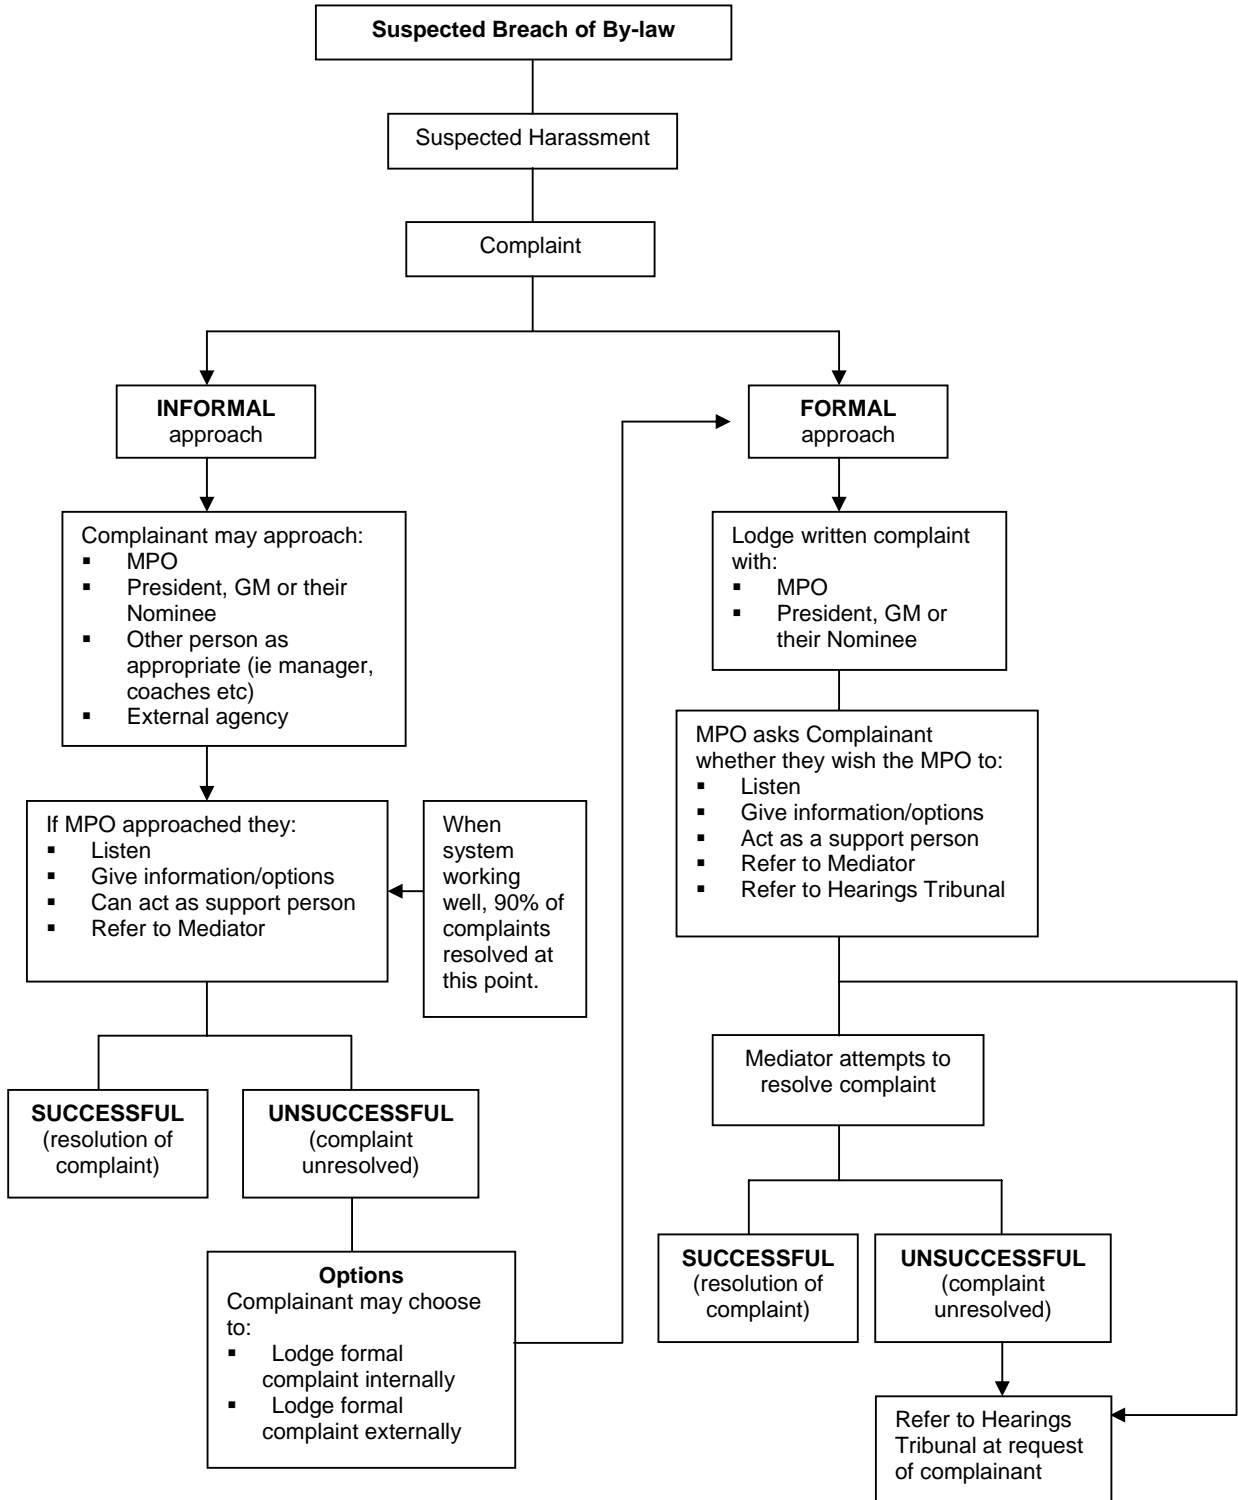 Suspected Breach of By-law
Suspected Harassment
Complaint
INFORMAL
approach
Complainant may approach:
▪ MPO
▪ President, GM or their
Nominee
▪ Other person as
appropriate (ie manager,
coaches etc)
▪ External agency
If MPO approached they:
▪ Listen
▪ Give information/options
▪ Can act as support person
▪ Refer to Mediator
When
system
working
well, 90% of
complaints
resolved at
this point.
SUCCESSFUL
(resolution of
complaint)
UNSUCCESSFUL
(complaint
unresolved)
Options
Complainant may choose
to:
▪ Lodge formal
complaint internally
▪ Lodge formal
complaint externally
FORMAL
approach
Lodge written complaint
with:
▪ MPO
▪ President, GM or
their Nominee
MPO asks Complainant
whether they wish the MPO to:
▪ Listen
▪ Give information/options
▪ Act as a support person
▪ Refer to Mediator
▪ Refer to Hearings Tribunal
Mediator attempts to
resolve complaint
SUCCESSFUL
(resolution of
complaint)
UNSUCCESSFUL
(complaint
unresolved)
Refer to Hearings
Tribunal at request
of complainant